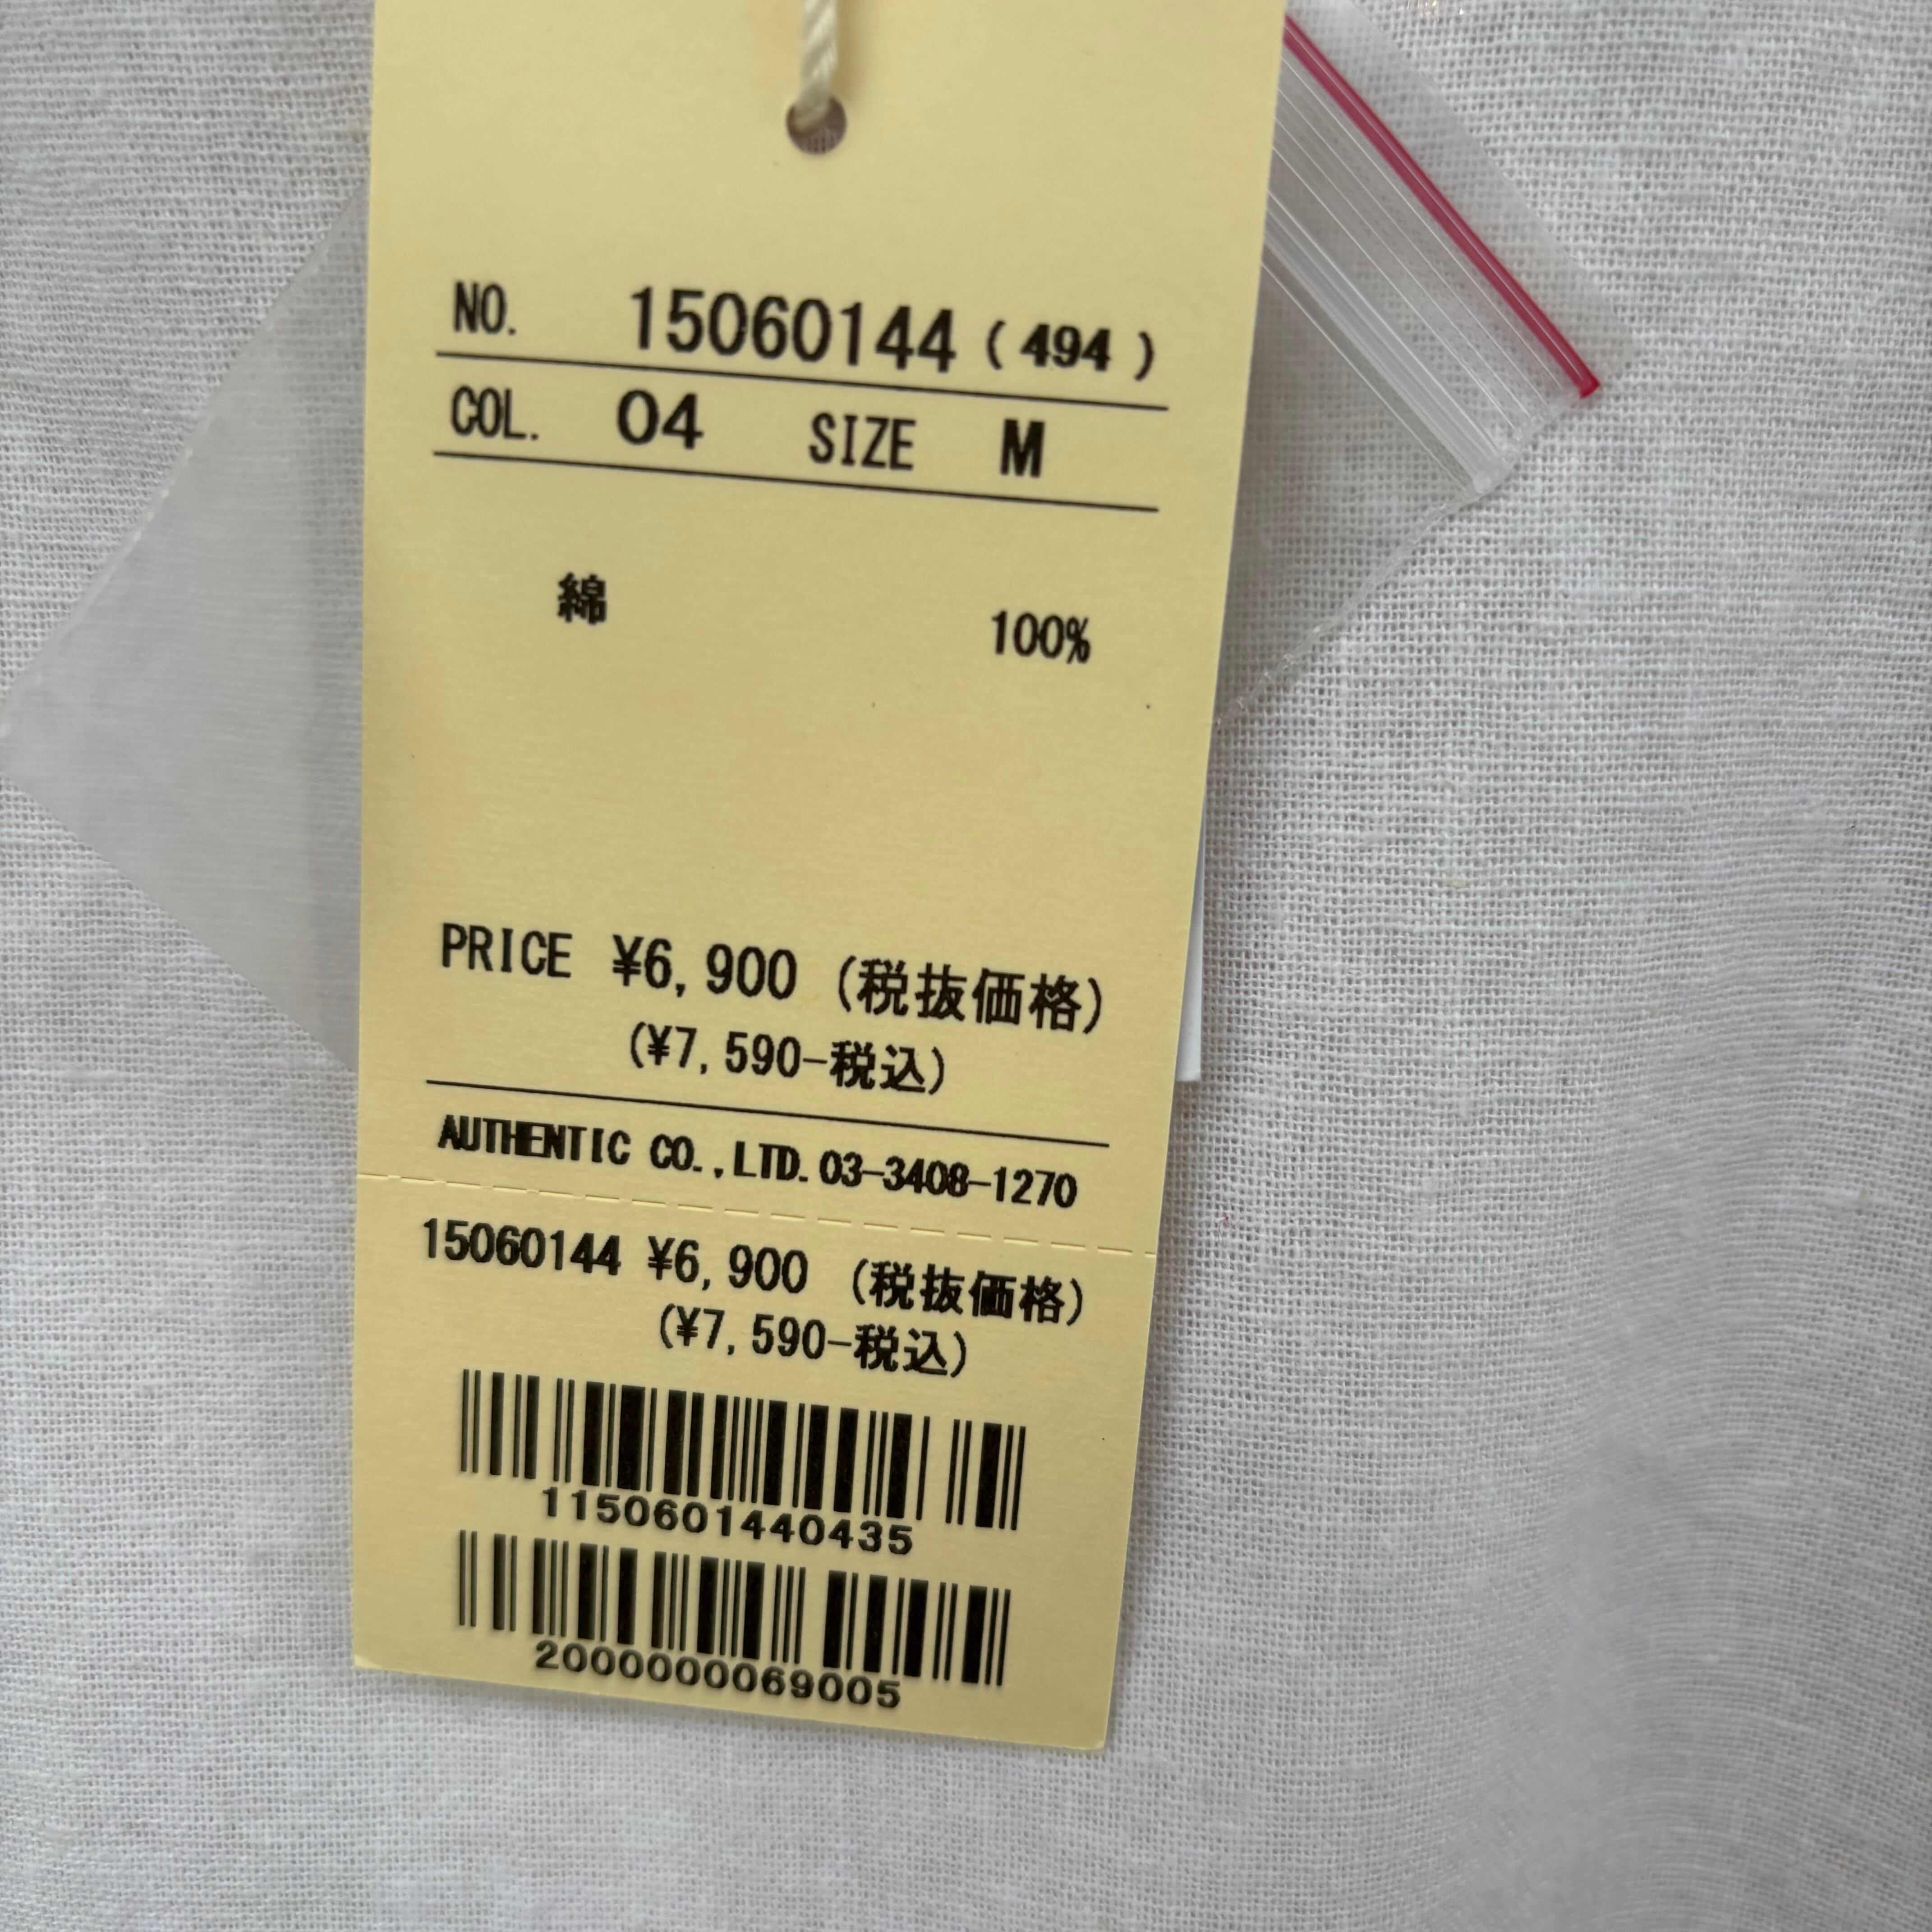 NO. 15060144 ( 494 )
COL. 04 SIZE M
綿 100%
PRICE ¥6,900 (税抜価格)
(¥7,590-税込)
AUTHENTIC CO.,LTD. 03-3408-1270
15060144 ¥6,900 (税抜価格)
(¥7,590-税込)
1150601440435
2000000069005